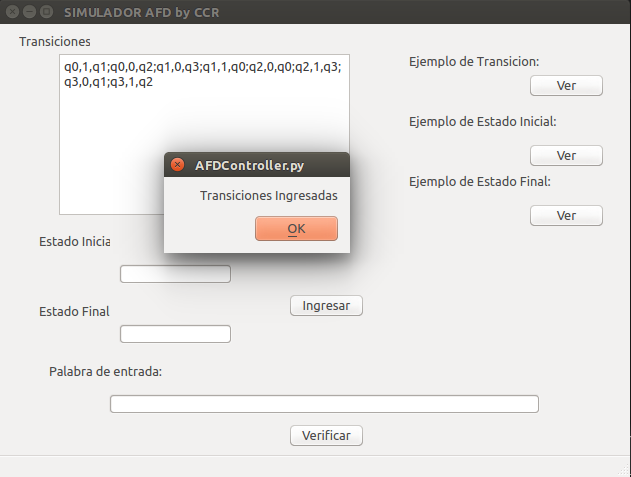 SIMULADOR AFD by CCR
Transiciones
q0,1,q1;q0,0,q2;q1,0,q3;q1,1,q0;q2,0,q0;q2,1,q3;
q3,0,q1;q3,1,q2
Ejemplo de Transicion:
Ver
Ejemplo de Estado Inicial:
Ver
Ejemplo de Estado Final:
Ver
AFDController.py
Transiciones Ingresadas
OK
Estado Inicia
Ingresar
Estado Final
Palabra de entrada:
Verificar